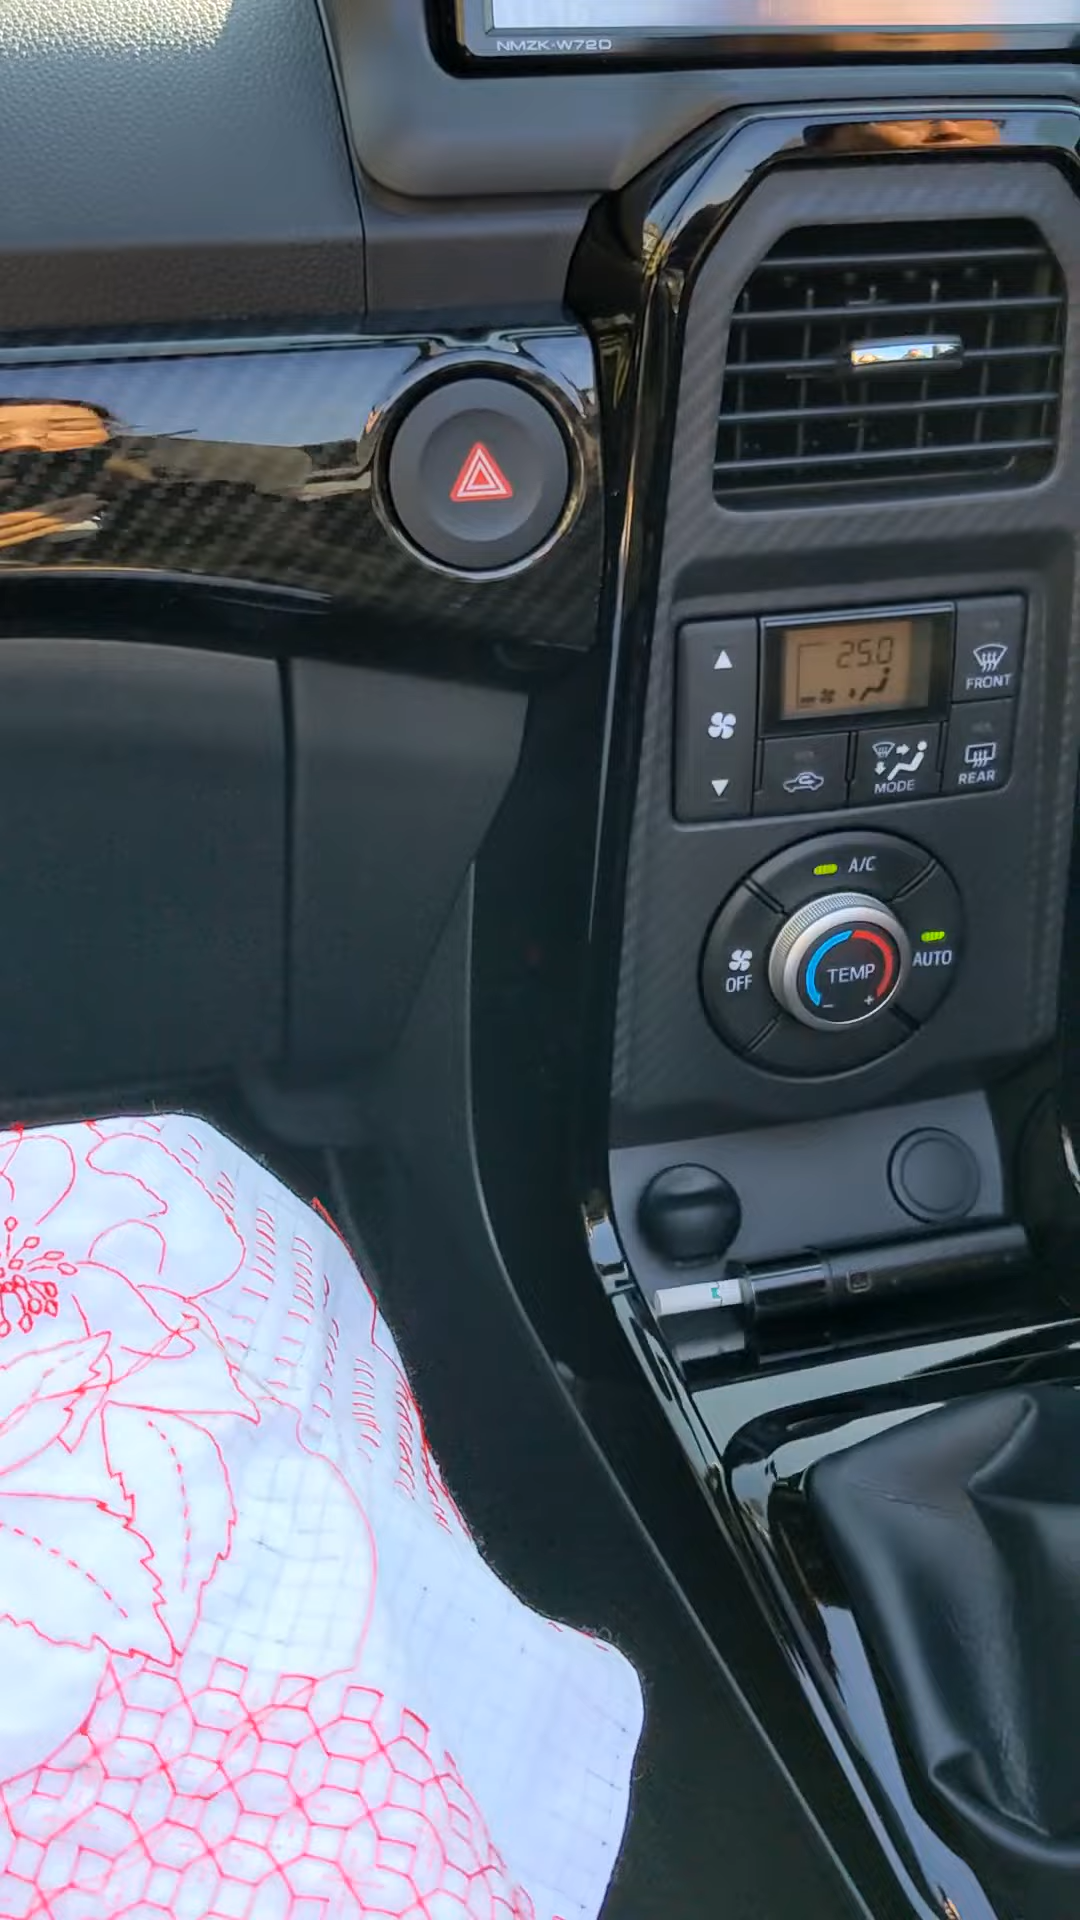 NMZK-W72D
25.0
FRONT
MODE
REAR
A/C
OFF
TEMP
AUTO
- +